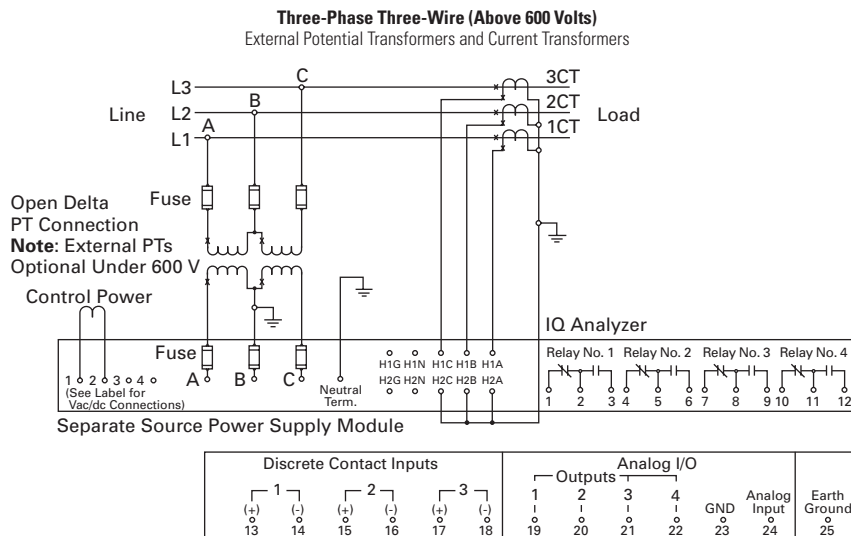 Three-Phase Three-Wire (Above 600 Volts)
External Potential Transformers and Current Transformers
C
L3
3CT
B
L2
2CT
Line
Load
A
L1
1CT
Fuse
Open Delta
PT Connection
Note: External PTs
Optional Under 600 V
Control Power
IQ Analyzer
Fuse
H1G H1N H1C H1B H1A
H2G H2N H2C H2B H2A
Relay No. 1 Relay No. 2 Relay No. 3 Relay No. 4
1 2 3 4
(See Label for
Vac/dc Connections)
A B C
Neutral
Term.
1 2 3 4 5 6 7 8 9 10 11 12
Separate Source Power Supply Module
Discrete Contact Inputs
Analog I/O
Outputs
1 2 3
1 2 3 4
(+) (-) (+) (-) (+) (-)
GND
Analog
Input
Earth
Ground
13 14 15 16 17 18 19 20 21 22 23 24 25